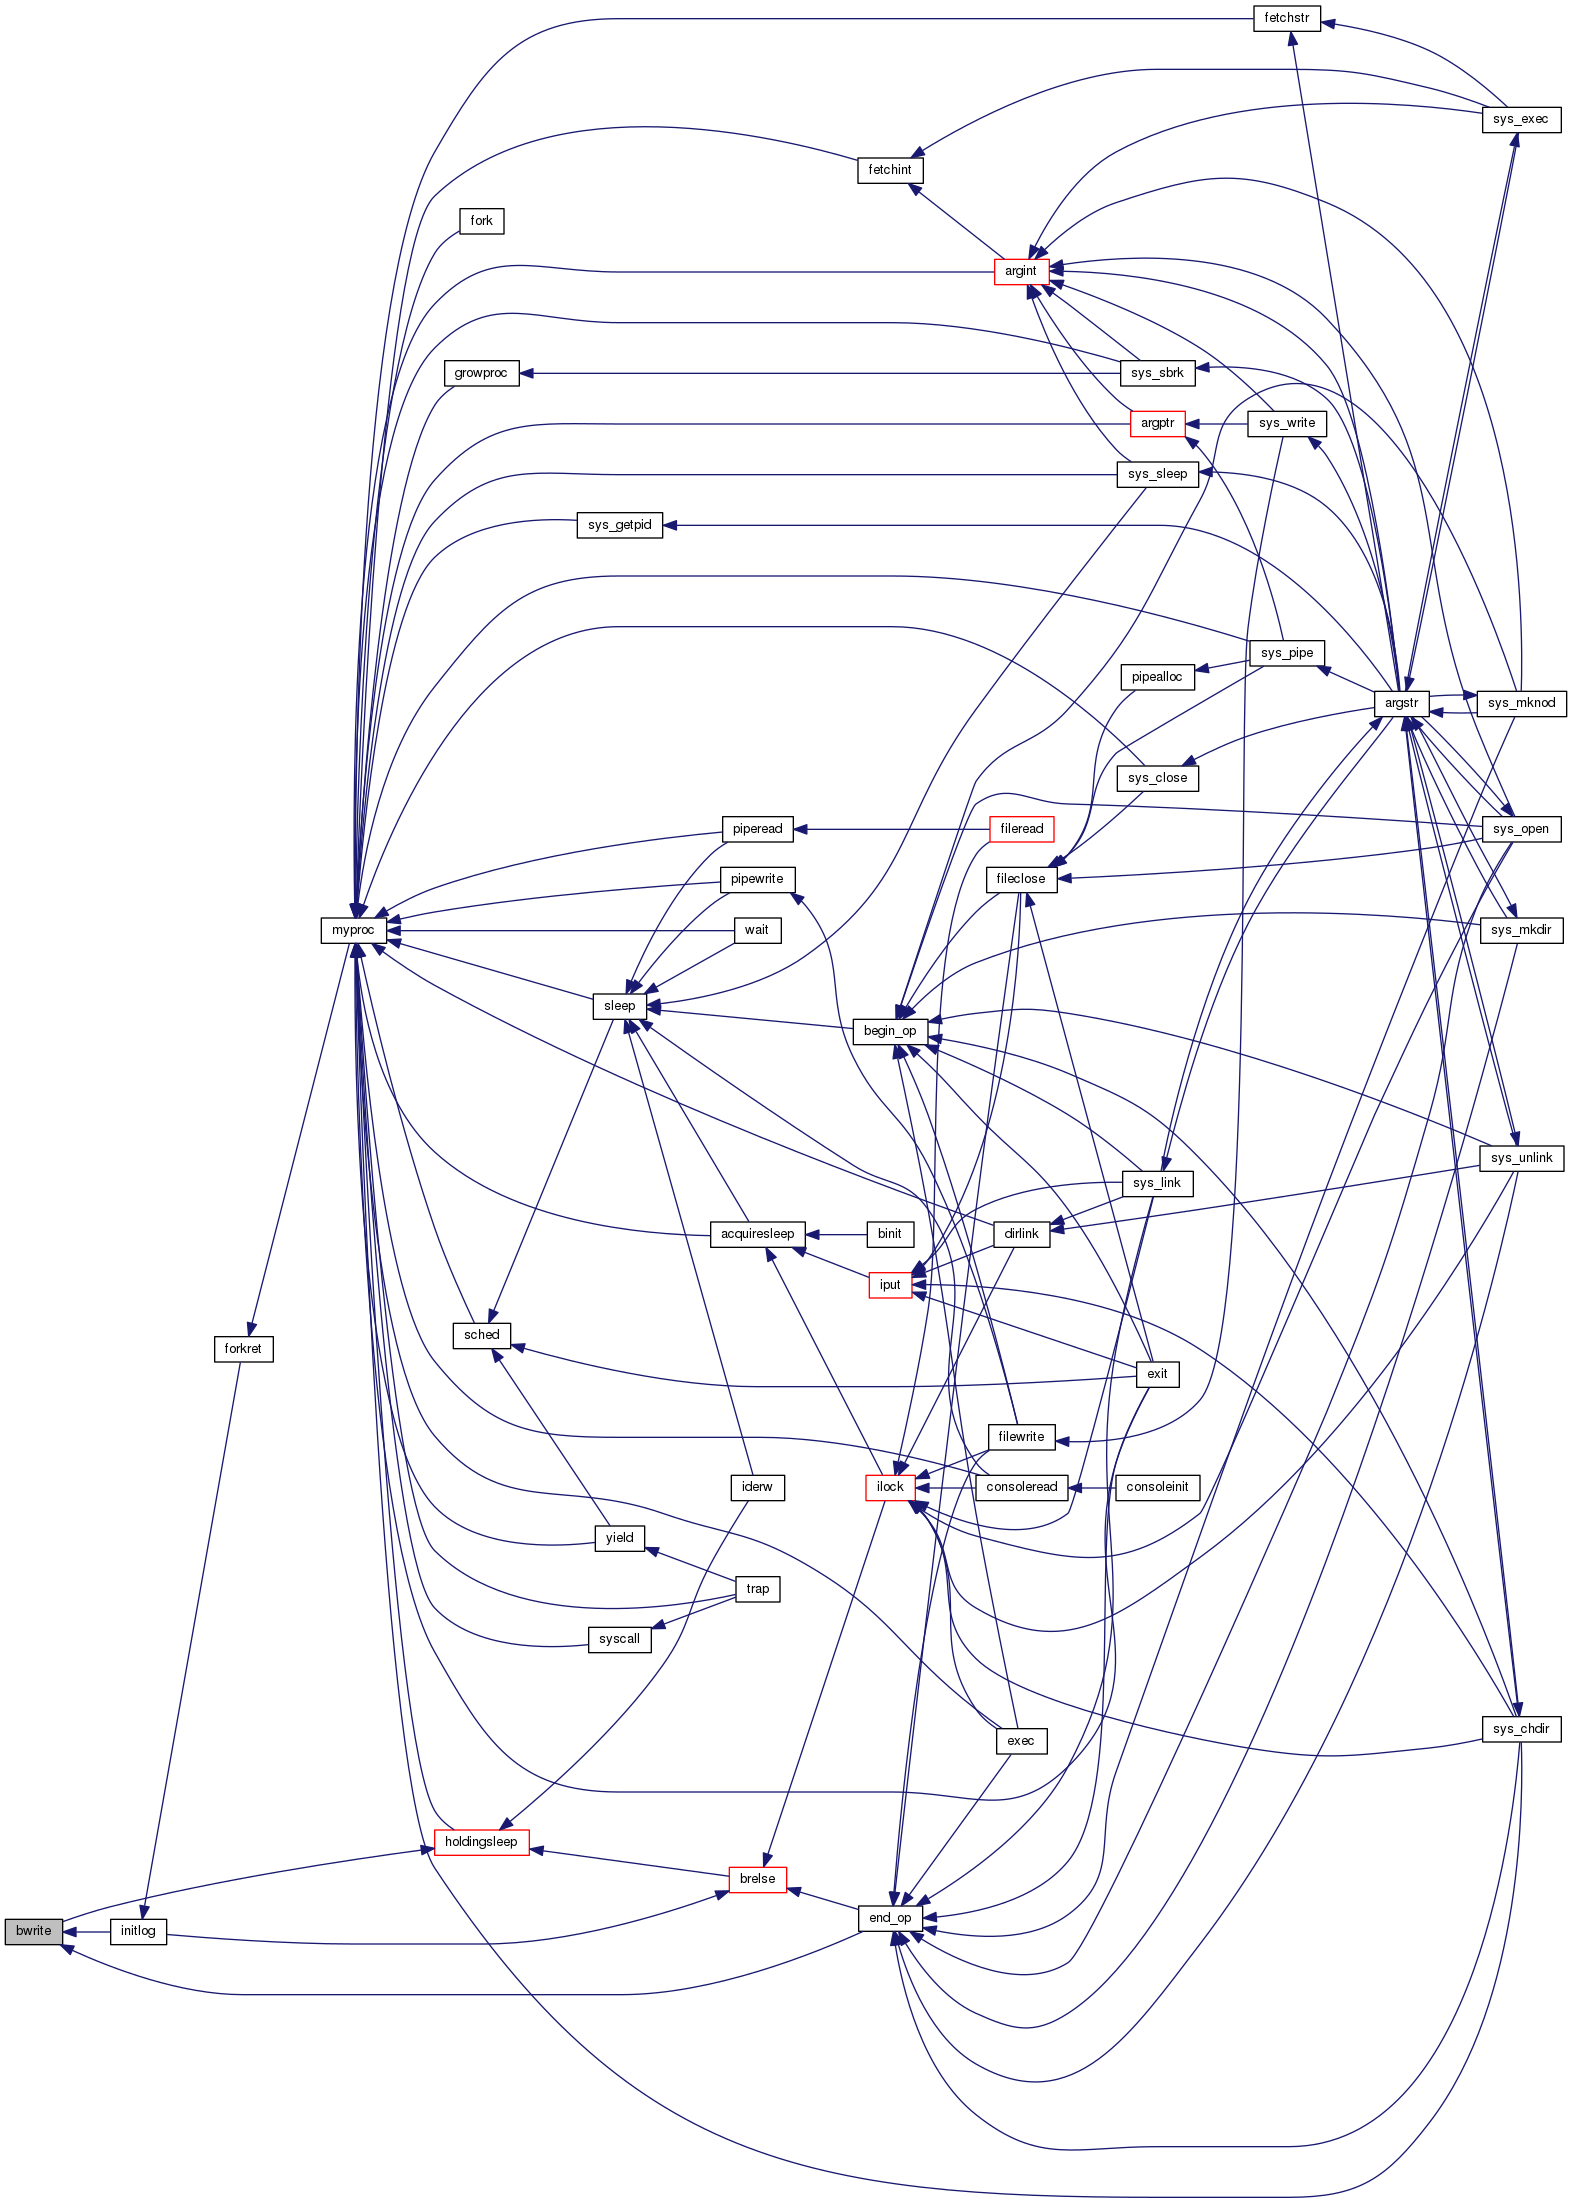 fetchstr
sys_exec
fetchint
fork
argint
growproc
sys_sbrk
argptr
sys_write
sys_sleep
sys_getpid
sys_pipe
pipealloc
argstr
sys_mknod
sys_close
piperead
fileread
sys_open
pipewrite
fileclose
myproc
wait
sys_mkdir
sleep
begin_op
sys_unlink
sys_link
acquiresleep
binit
dirlink
iput
sched
forkret
exit
filewrite
iderw
ilock
consoleread
consoleinit
yield
trap
syscall
exec
sys_chdir
holdingsleep
brelse
end_op
bwrite
initlog